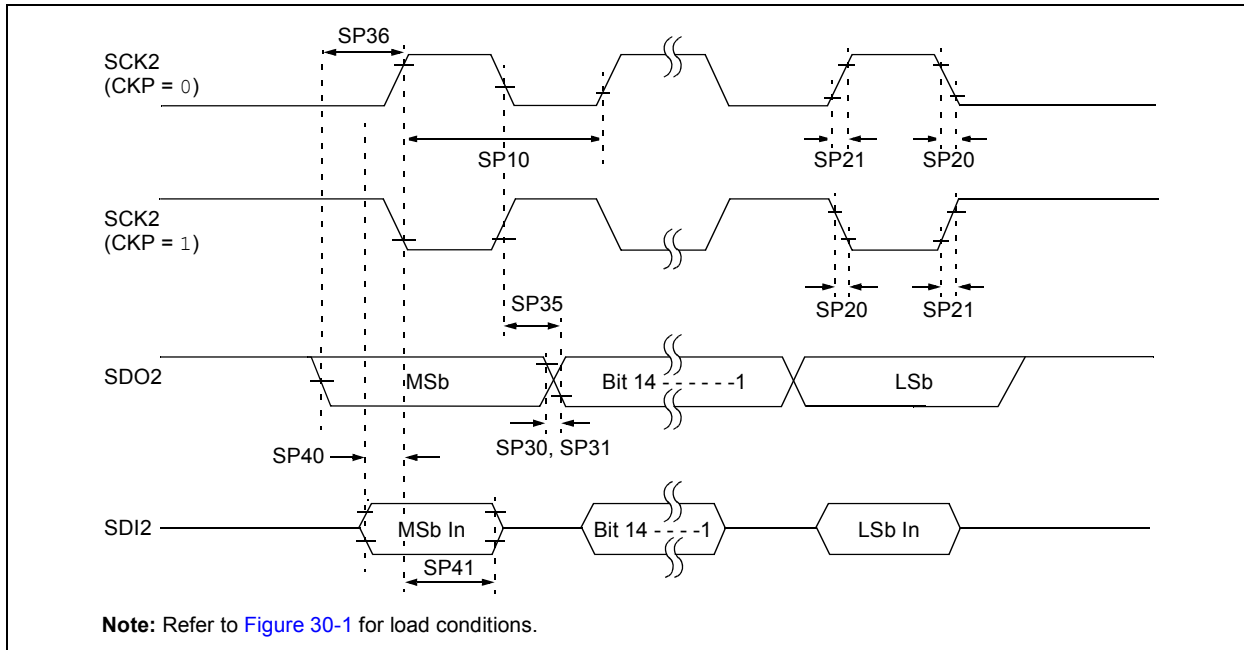 SP36
SCK2
(CKP = 0)
SP10
SP21
SP20
SCK2
(CKP = 1)
SP35
SP20
SP21
SDO2
MSb
Bit 14 - - - - - -1
LSb
SP30, SP31
SP40
SDI2
MSb In
Bit 14 - - - -1
LSb In
SP41
Note: Refer to Figure 30-1 for load conditions.